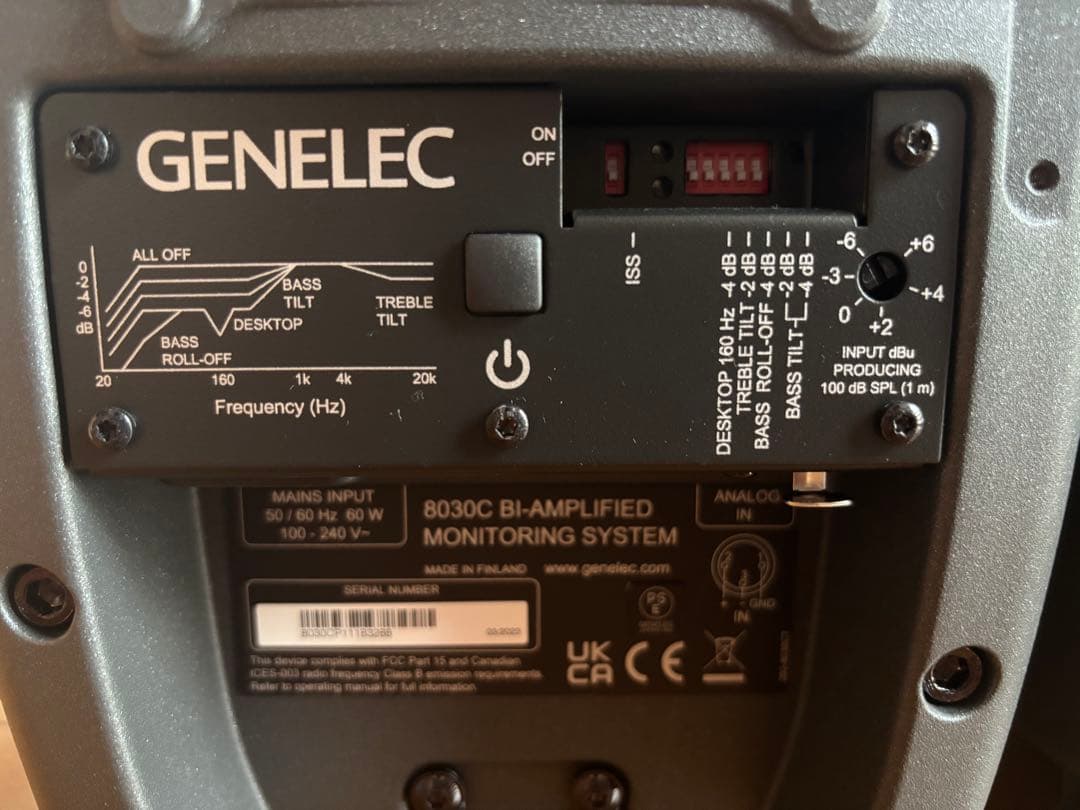 GENELEC
ON
OFF
ALL OFF
0
-2
-4
-6
dB
BASS
TILT
TREBLE
TILT
DESKTOP
BASS
ROLL-OFF
20 160 1k 4k 20k
Frequency (Hz)
ISS
DESKTOP 160 Hz -4 dB
TREBLE TILT -2 dB
BASS ROLL-OFF -4 dB
BASS TILT -2 dB
-4 dB
-6
-3
0
+2
+4
+6
INPUT dBu
PRODUCING
100 dB SPL (1 m)
MAINS INPUT
50 / 60 Hz 60 W
100 - 240 V~
8030C BI-AMPLIFIED
MONITORING SYSTEM
MADE IN FINLAND www.genelec.com
ANALOG
IN
SERIAL NUMBER
03/2023
PS
E
+ - GND
IN
UK
CA
CE
This device complies with FCC Part 15 and Canadian
ICES-003 radio frequency Class B emission requirements.
Refer to operating manual for full information.